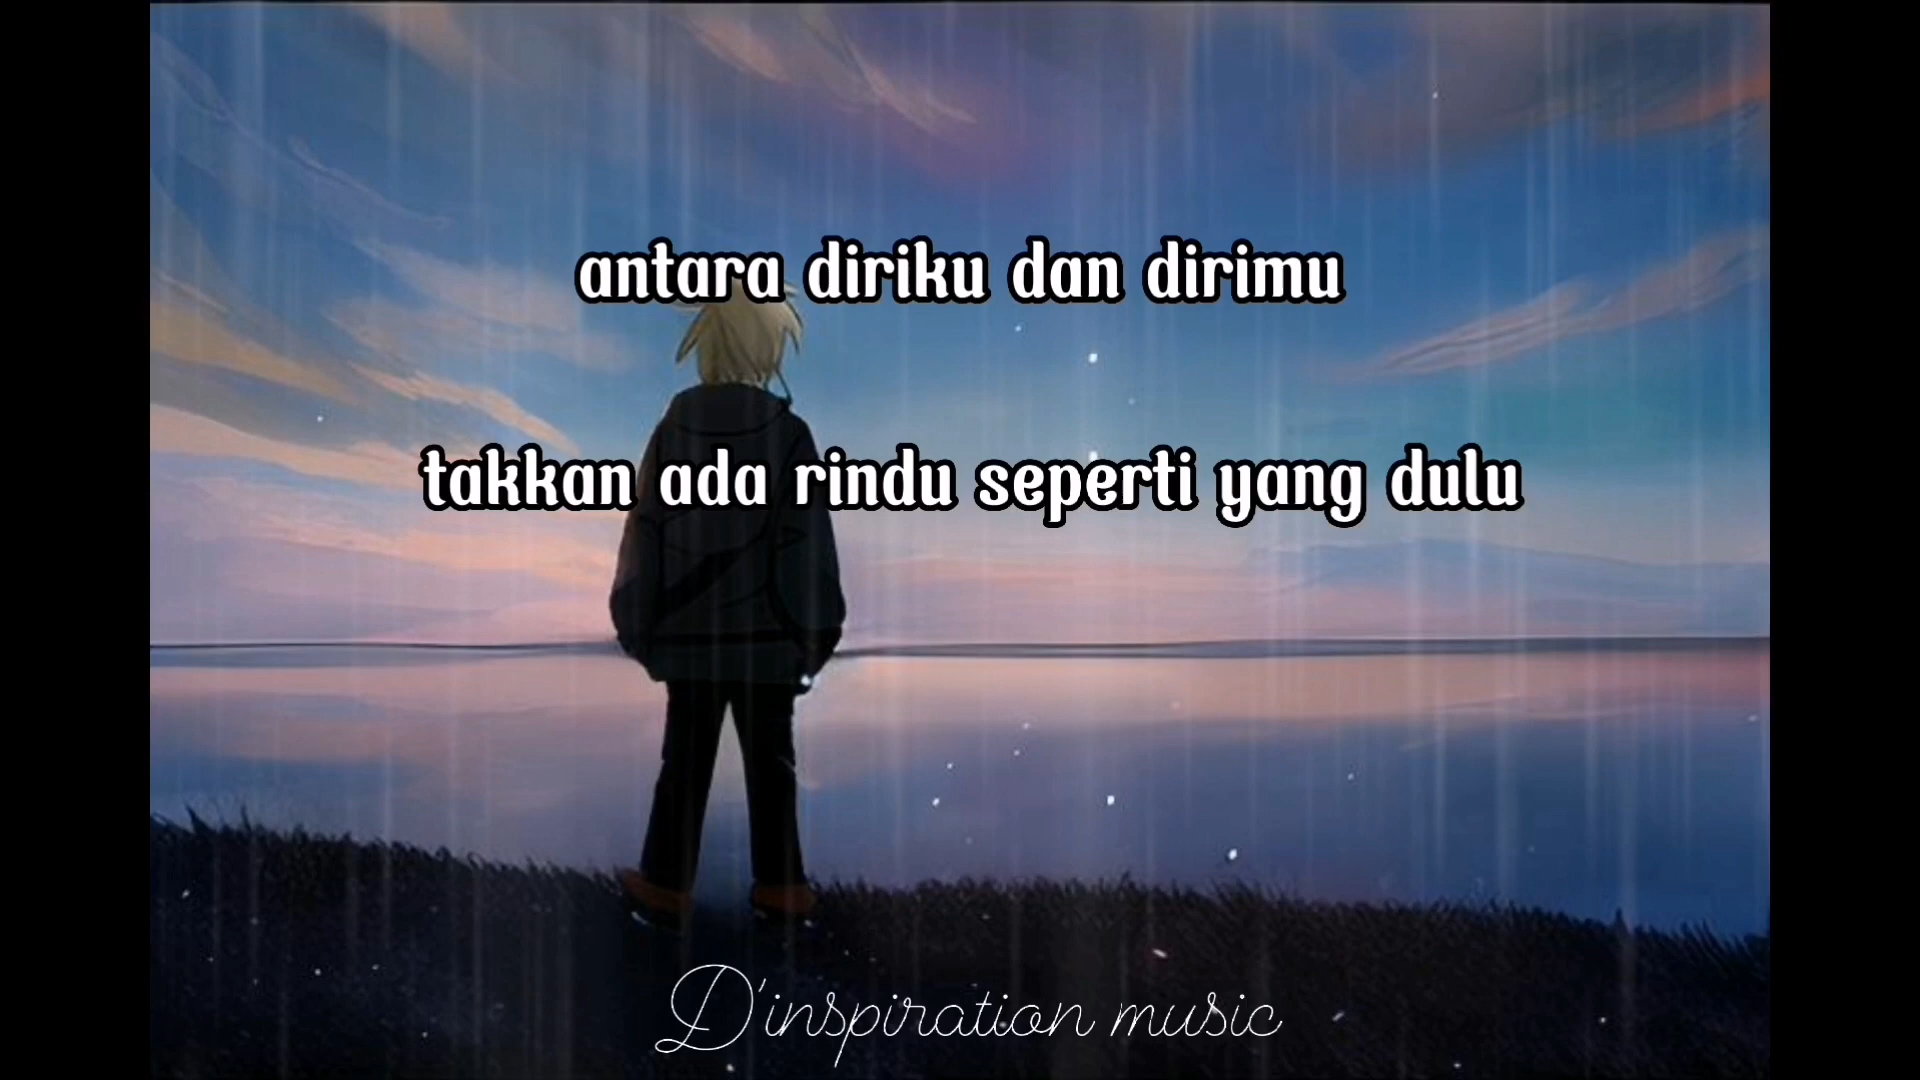 antara diriku dan dirimu
takkan ada rindu seperti yang dulu
D'inspiration music